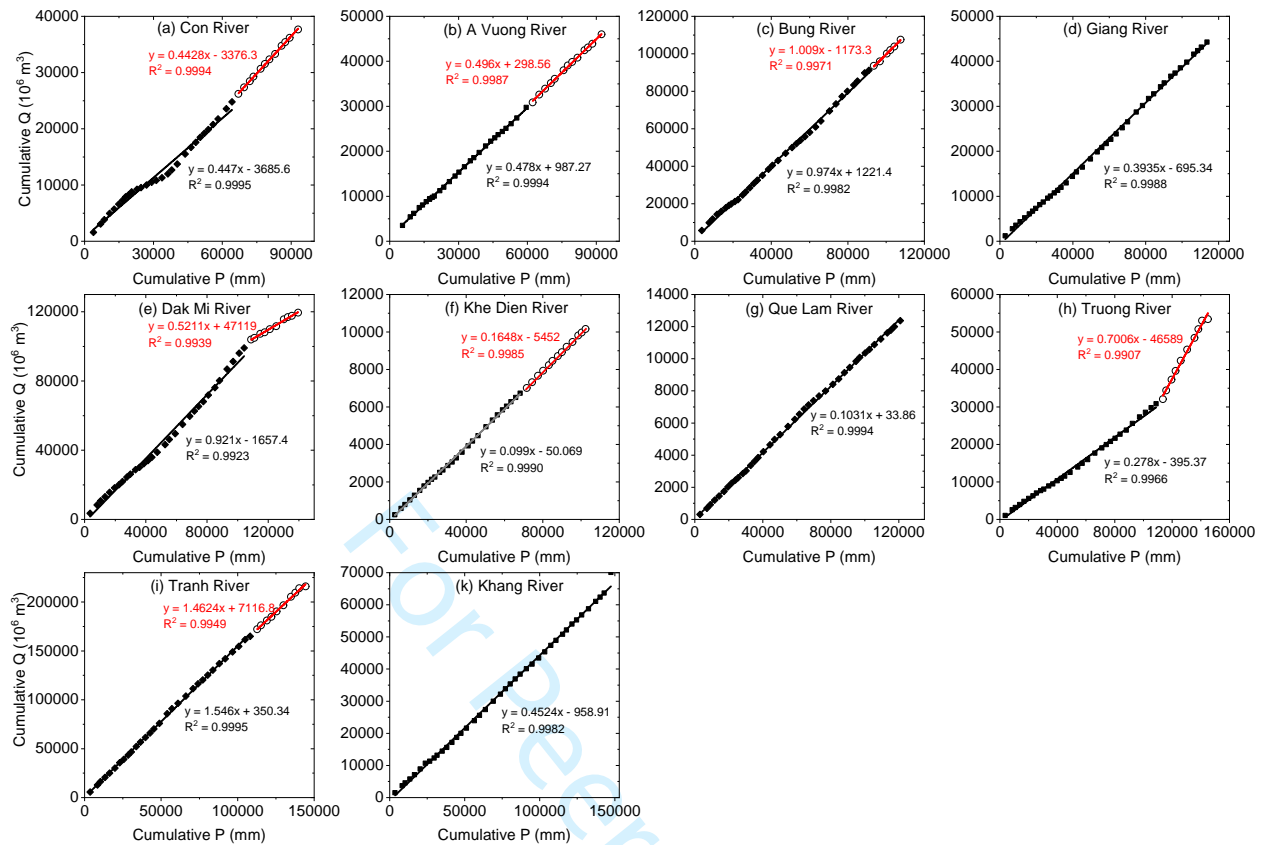 (a) Con River
y = 0.4428x - 3376.3
R² = 0.9994
y = 0.447x - 3685.6
R² = 0.9995
0
10000
20000
30000
40000
Cumulative Q (10⁶ m³)
0 30000 60000 90000
Cumulative P (mm)
(b) A Vuong River
y = 0.496x + 298.56
R² = 0.9987
y = 0.478x + 987.27
R² = 0.9994
0
10000
20000
30000
40000
50000
0 30000 60000 90000
Cumulative P (mm)
(c) Bung River
y = 1.009x - 1173.3
R² = 0.9971
y = 0.974x + 1221.4
R² = 0.9982
0
20000
40000
60000
80000
100000
120000
0 40000 80000 120000
Cumulative P (mm)
(d) Giang River
y = 0.3935x - 695.34
R² = 0.9988
0
10000
20000
30000
40000
50000
0 40000 80000 120000
Cumulative P (mm)
(e) Dak Mi River
y = 0.5211x + 47119
R² = 0.9939
y = 0.921x - 1657.4
R² = 0.9923
0
40000
80000
120000
Cumulative Q (10⁶ m³)
0 40000 80000 120000
Cumulative P (mm)
(f) Khe Dien River
y = 0.1648x - 5452
R² = 0.9985
y = 0.099x - 50.069
R² = 0.9990
0
2000
4000
6000
8000
10000
12000
0 40000 80000 120000
Cumulative P (mm)
(g) Que Lam River
y = 0.1031x + 33.86
R² = 0.9994
0
2000
4000
6000
8000
10000
12000
14000
0 40000 80000 120000
Cumulative P (mm)
(h) Truong River
y = 0.7006x - 46589
R² = 0.9907
y = 0.278x - 395.37
R² = 0.9966
0
10000
20000
30000
40000
50000
60000
0 40000 80000 120000 160000
Cumulative P (mm)
(i) Tranh River
y = 1.4624x + 7116.8
R² = 0.9949
y = 1.546x + 350.34
R² = 0.9995
0
50000
100000
150000
200000
Cumulative Q (10⁶ m³)
0 50000 100000 150000
Cumulative P (mm)
(k) Khang River
y = 0.4524x - 958.91
R² = 0.9982
0
10000
20000
30000
40000
50000
60000
70000
0 50000 100000 150000
Cumulative P (mm)
For Peer